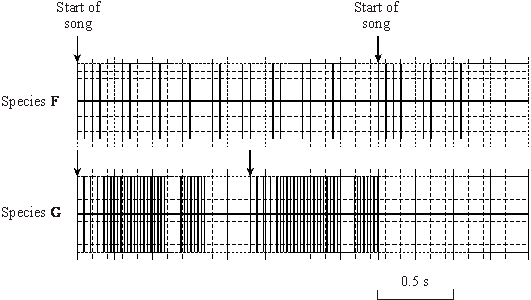 Start of
song
Start of
song
Species F
Species G
0.5 s